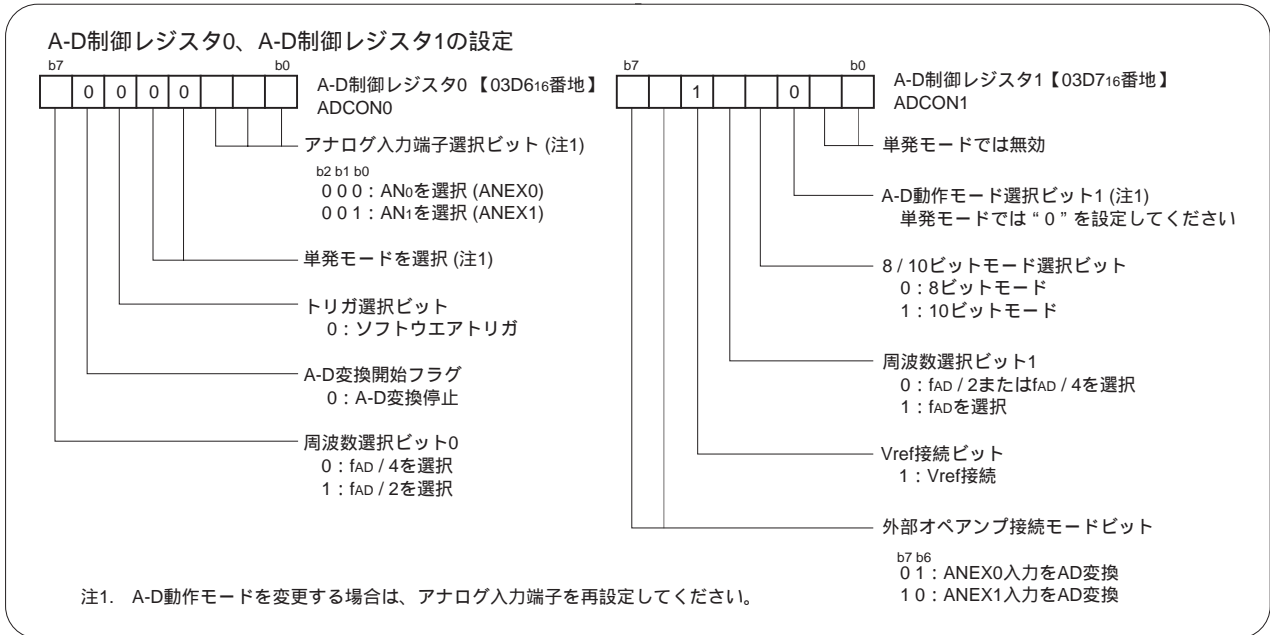 A-D制御レジスタ0、A-D制御レジスタ1の設定
b7 b0
0 0 0 0
A-D制御レジスタ0 【03D616番地】
ADCON0
アナログ入力端子選択ビット (注1)
b2 b1 b0
0 0 0：AN0を選択 (ANEX0)
0 0 1：AN1を選択 (ANEX1)
単発モードを選択 (注1)
トリガ選択ビット
0：ソフトウエアトリガ
A-D変換開始フラグ
0：A-D変換停止
周波数選択ビット0
0：fAD / 4を選択
1：fAD / 2を選択
b7 b0
1 0
A-D制御レジスタ1【03D716番地】
ADCON1
単発モードでは無効
A-D動作モード選択ビット1 (注1)
単発モードでは“ 0 ” を設定してください
8 / 10ビットモード選択ビット
0：8ビットモード
1：10ビットモード
周波数選択ビット1
0：fAD / 2またはfAD / 4を選択
1：fADを選択
Vref接続ビット
1：Vref接続
外部オペアンプ接続モードビット
b7 b6
0 1：ANEX0入力をAD変換
1 0：ANEX1入力をAD変換
注1. A-D動作モードを変更する場合は、アナログ入力端子を再設定してください。